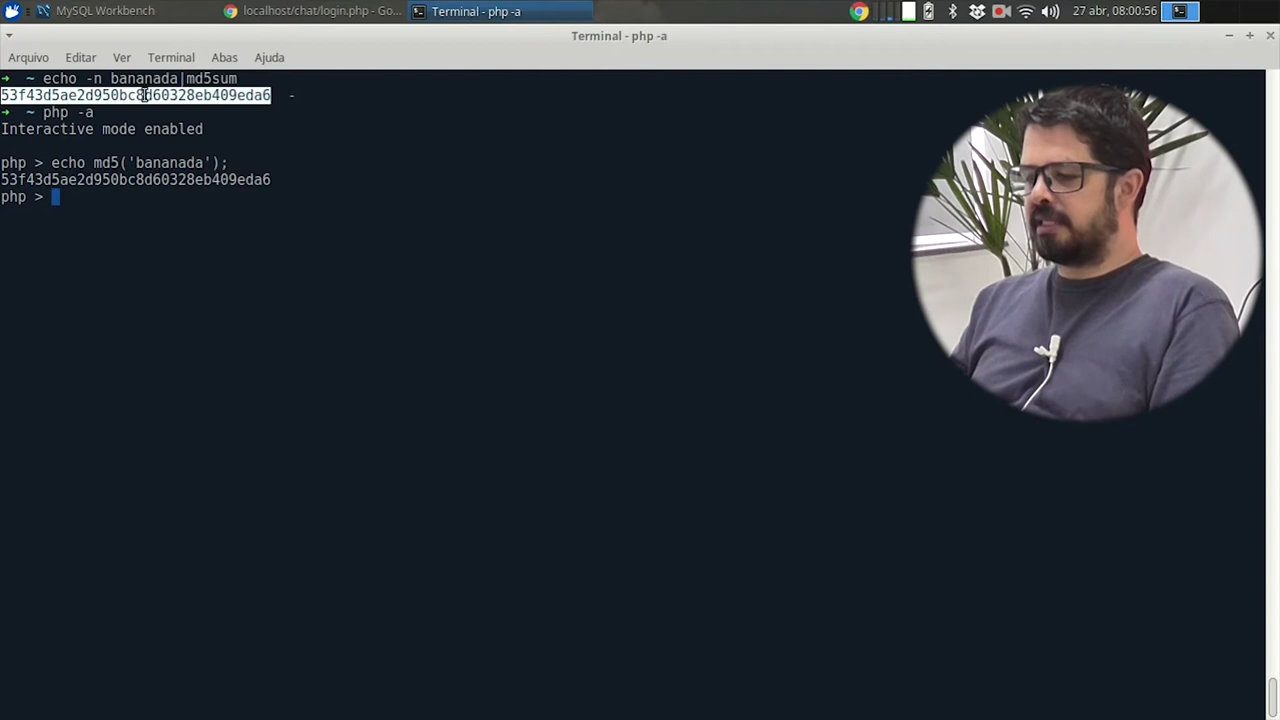 MySQL Workbench
localhost/chat/login.php - Go...
Terminal - php -a
27 abr, 08:00:56
Terminal - php -a
Arquivo Editar Ver Terminal Abas Ajuda
➜ ~ echo -n bananada|md5sum
53f43d5ae2d950bc8d60328eb409eda6 -
➜ ~ php -a
Interactive mode enabled
php > echo md5('bananada');
53f43d5ae2d950bc8d60328eb409eda6
php >